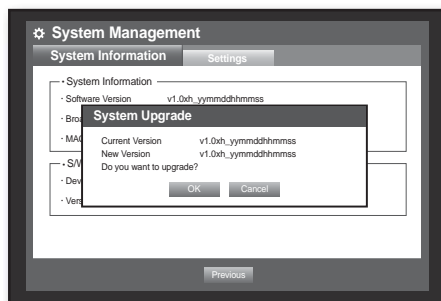 System Management
System Information Settings
· System Information
· Software Version v1.0xh_yymmddhhmmss
· Broa
System Upgrade
· MAC
Current Version v1.0xh_yymmddhhmmss
New Version v1.0xh_yymmddhhmmss
Do you want to upgrade?
· S/W
· Dev
OK Cancel
· Vers
Previous